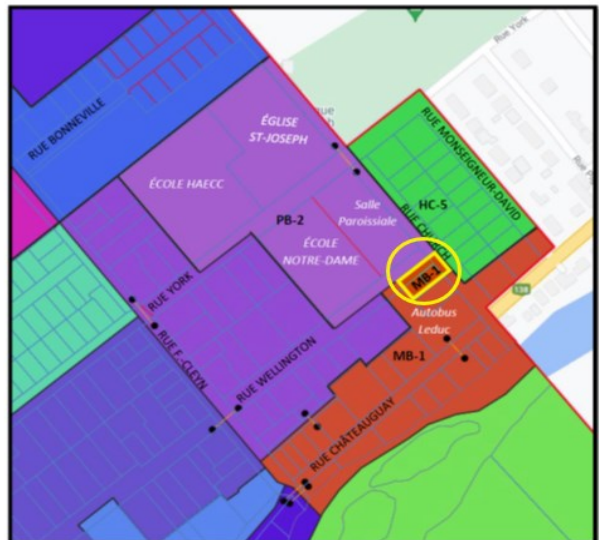 Rue York
RUE BONNEVILLE
RUE MONSEIGNEUR-DAVID
ÉGLISE
ST-JOSEPH
ÉCOLE HAECC
HC-5
Salle
Paroissiale
PB-2
RUE CHURCH
ÉCOLE
NOTRE-DAME
MB-1
138
RUE YORK
Autobus
Leduc
RUE F.-CLEYN
RUE WELLINGTON
MB-1
RUE CHÂTEAUGUAY